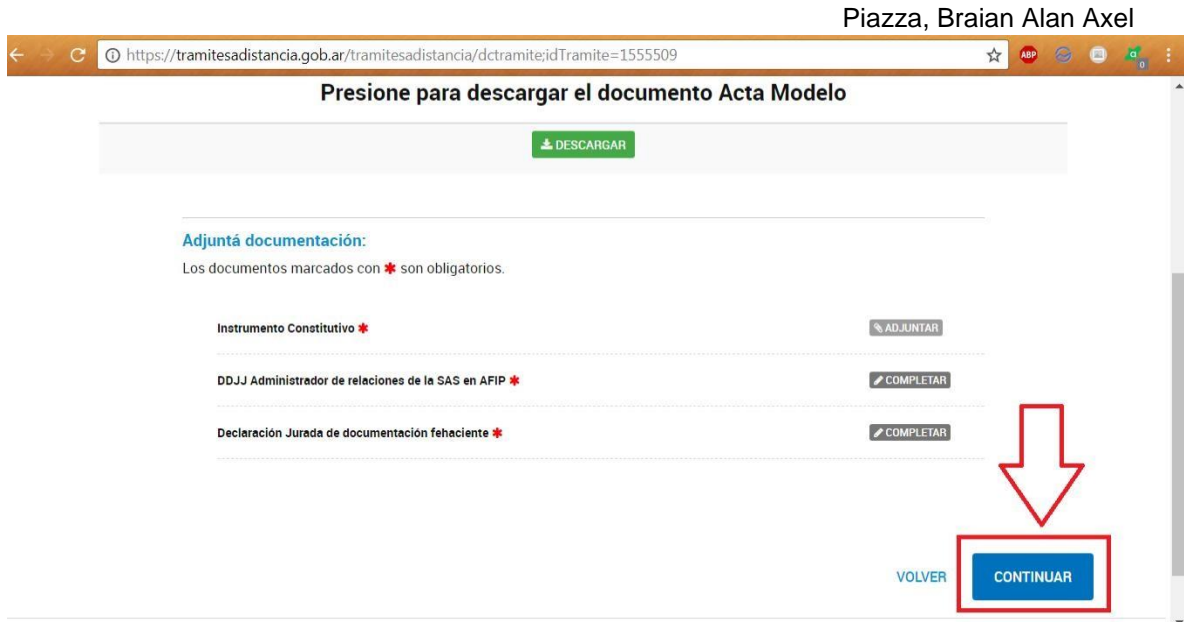 Piazza, Braian Alan Axel
https://tramitesadistancia.gob.ar/tramitesadistancia/dctramite;idTramite=1555509
ABP
0
Presione para descargar el documento Acta Modelo
DESCARGAR
Adjuntá documentación:
Los documentos marcados con * son obligatorios.
Instrumento Constitutivo *
ADJUNTAR
DDJJ Administrador de relaciones de la SAS en AFIP *
COMPLETAR
Declaración Jurada de documentación fehaciente *
COMPLETAR
VOLVER
CONTINUAR